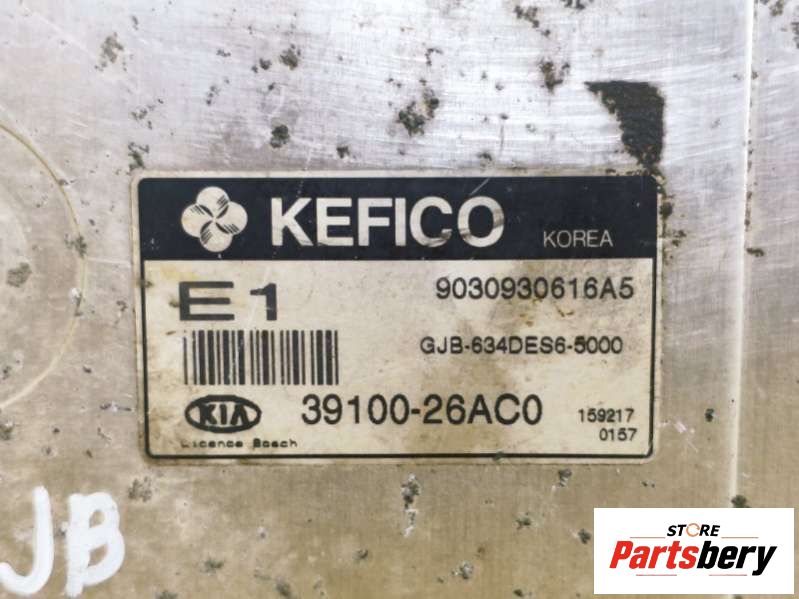 KEFICO KOREA
E1 9030930616A5
GJB-634DES6-5000
KIA 39100-26AC0 159217
Licence Bosch 0157
JB
STORE
Partsbery